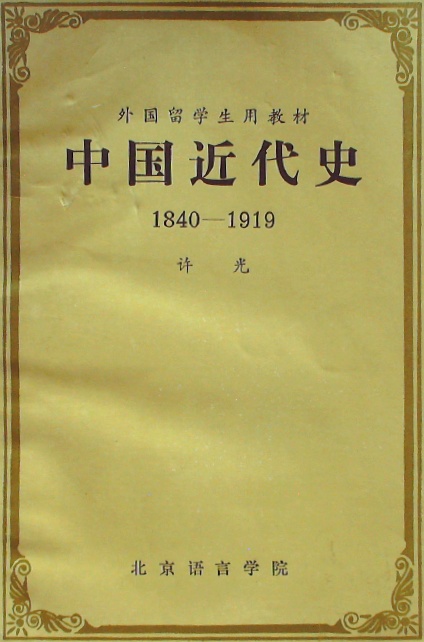 外国留学生用教材
中国近代史
1840—1919
许光
北京语言学院